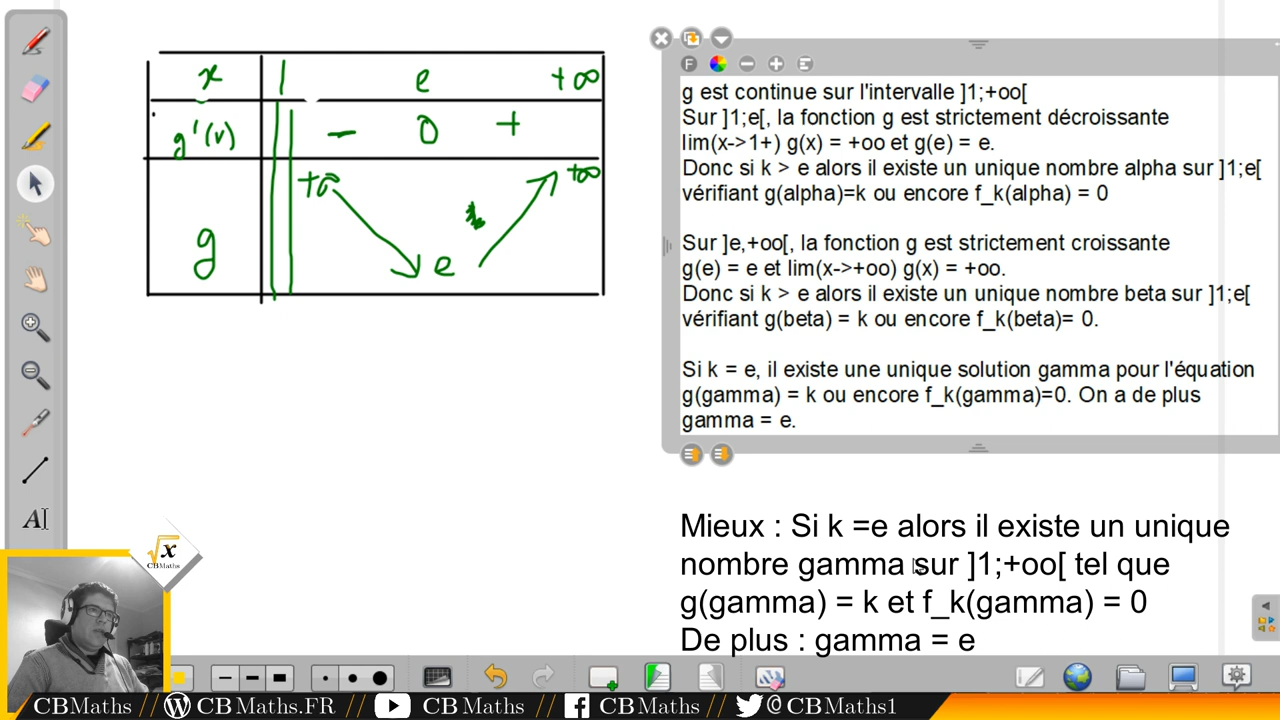 x 1 e +∞
g'(x) - 0 +
+∞ +∞
g e
F
g est continue sur l'intervalle ]1;+oo[
Sur ]1;e[, la fonction g est strictement décroissante
lim(x->1+) g(x) = +oo et g(e) = e.
Donc si k > e alors il existe un unique nombre alpha sur ]1;e[
vérifiant g(alpha)=k ou encore f_k(alpha) = 0
Sur ]e,+oo[, la fonction g est strictement croissante
g(e) = e et lim(x->+oo) g(x) = +oo.
Donc si k > e alors il existe un unique nombre beta sur ]1;e[
vérifiant g(beta) = k ou encore f_k(beta)= 0.
Si k = e, il existe une unique solution gamma pour l'équation
g(gamma) = k ou encore f_k(gamma)=0. On a de plus
gamma = e.
Mieux : Si k =e alors il existe un unique
nombre gamma sur ]1;+oo[ tel que
g(gamma) = k et f_k(gamma) = 0
De plus : gamma = e
AI
√x
CBMaths
CBMaths // CBMaths.FR // CBMaths // CBMaths // @CBMaths1